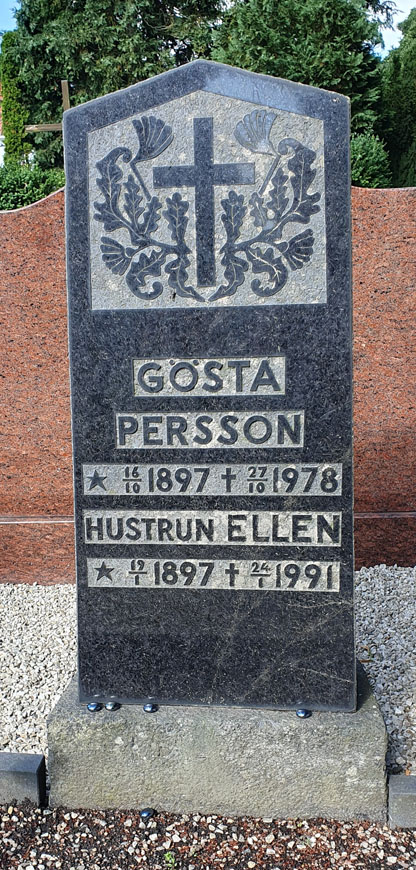 GÖSTA
PERSSON
★ 16/10 1897 ✝ 27/10 1978
HUSTRUN ELLEN
★ 19/1 1897 ✝ 24/1 1991